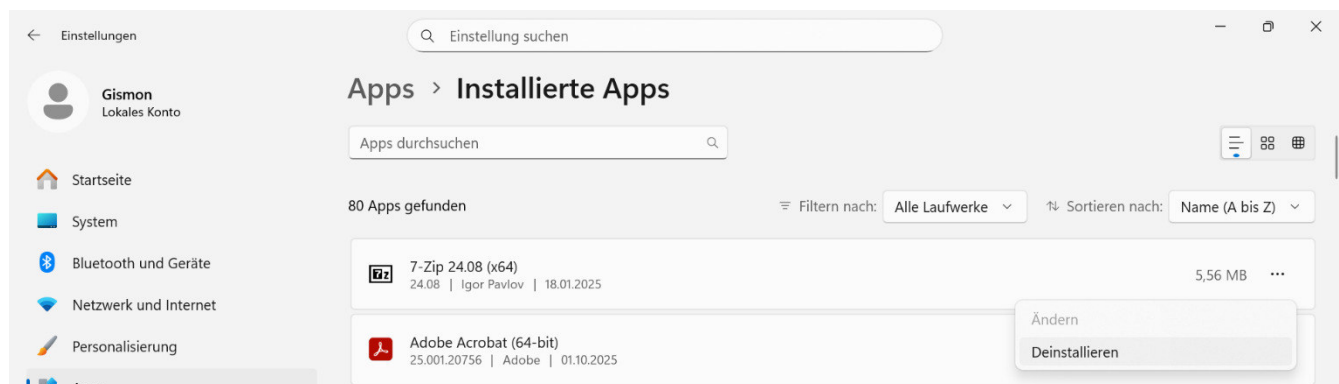 Einstellungen
Einstellung suchen
Gismon
Lokales Konto
Startseite
System
Bluetooth und Geräte
Netzwerk und Internet
Personalisierung
Apps > Installierte Apps
Apps durchsuchen
80 Apps gefunden
Filtern nach: Alle Laufwerke
Sortieren nach: Name (A bis Z)
7z
7-Zip 24.08 (x64)
24.08 | Igor Pavlov | 18.01.2025
5,56 MB
Ändern
Deinstallieren
Adobe Acrobat (64-bit)
25.001.20756 | Adobe | 01.10.2025